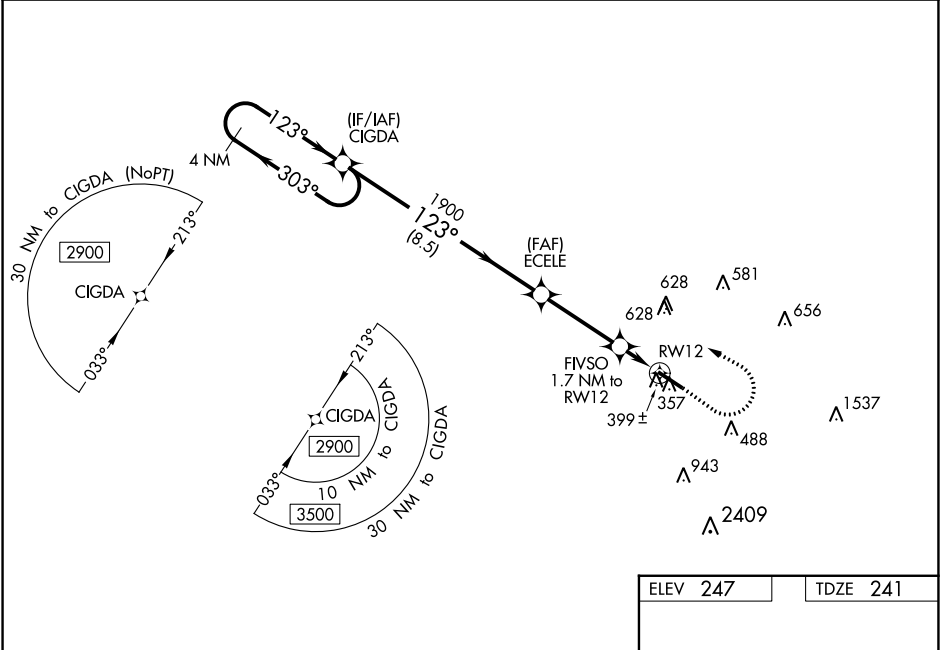 (IF/IAF)
CIGDA
123°
4 NM
303°
30 NM to CIGDA (NoPT)
213°
2900
CIGDA
033°
1900
123°
(8.5)
(FAF)
ECELE
628
581
628
656
RW12
FIVSO
1.7 NM to
RW12
357
399±
1537
488
943
2409
213°
CIGDA
2900
10 NM to CIGDA
033°
3500
30 NM to CIGDA
ELEV 247
TDZE 241